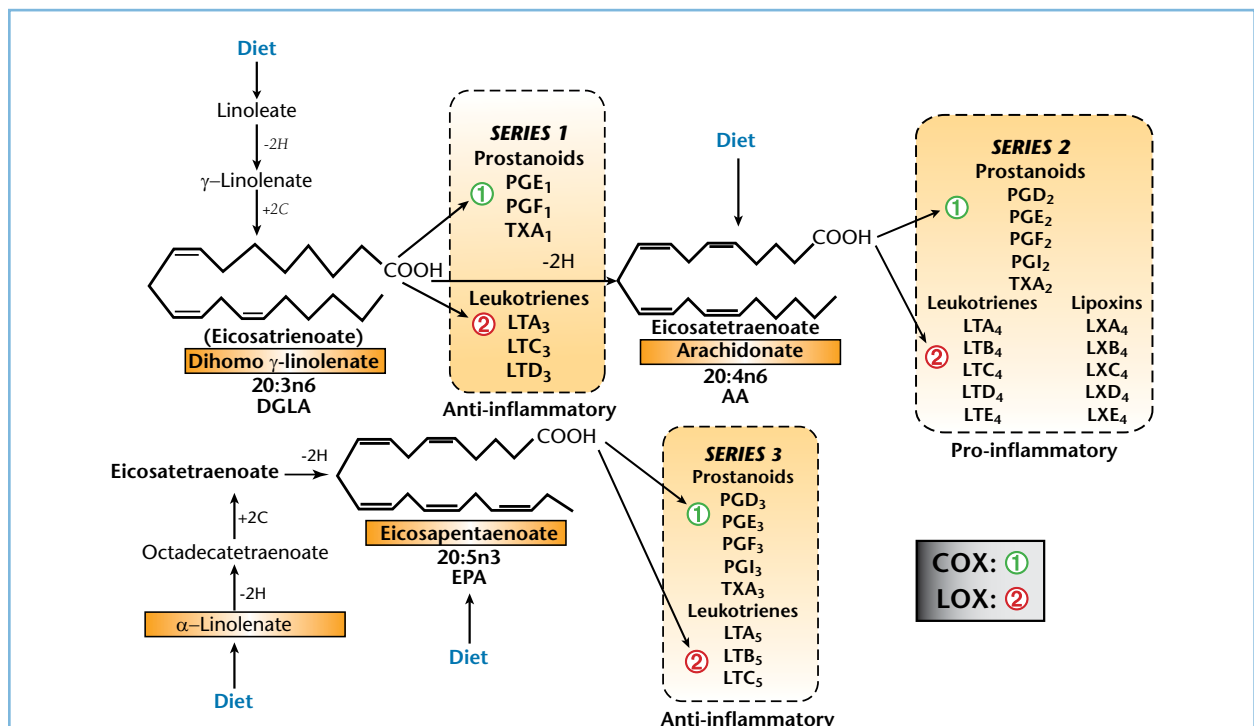 Diet
Linoleate
-2H
γ–Linolenate
+2C
COOH
(Eicosatrienoate)
Dihomo γ-linolenate
20:3n6
DGLA
SERIES 1
Prostanoids
PGE₁
① PGF₁
TXA₁
-2H
Leukotrienes
② LTA₃
LTC₃
LTD₃
Anti-inflammatory
Diet
COOH
Eicosatetraenoate
Arachidonate
20:4n6
AA
SERIES 2
Prostanoids
① PGD₂
PGE₂
PGF₂
PGI₂
TXA₂
Leukotrienes Lipoxins
LTA₄ LXA₄
② LTB₄ LXB₄
LTC₄ LXC₄
LTD₄ LXD₄
LTE₄ LXE₄
Pro-inflammatory
Eicosatetraenoate
-2H
COOH
+2C
Octadecatetraenoate
-2H
α–Linolenate
Diet
Eicosapentaenoate
20:5n3
EPA
Diet
SERIES 3
Prostanoids
PGD₃
① PGE₃
PGF₃
PGI₃
TXA₃
Leukotrienes
LTA₅
② LTB₅
LTC₅
Anti-inflammatory
COX: ①
LOX: ②